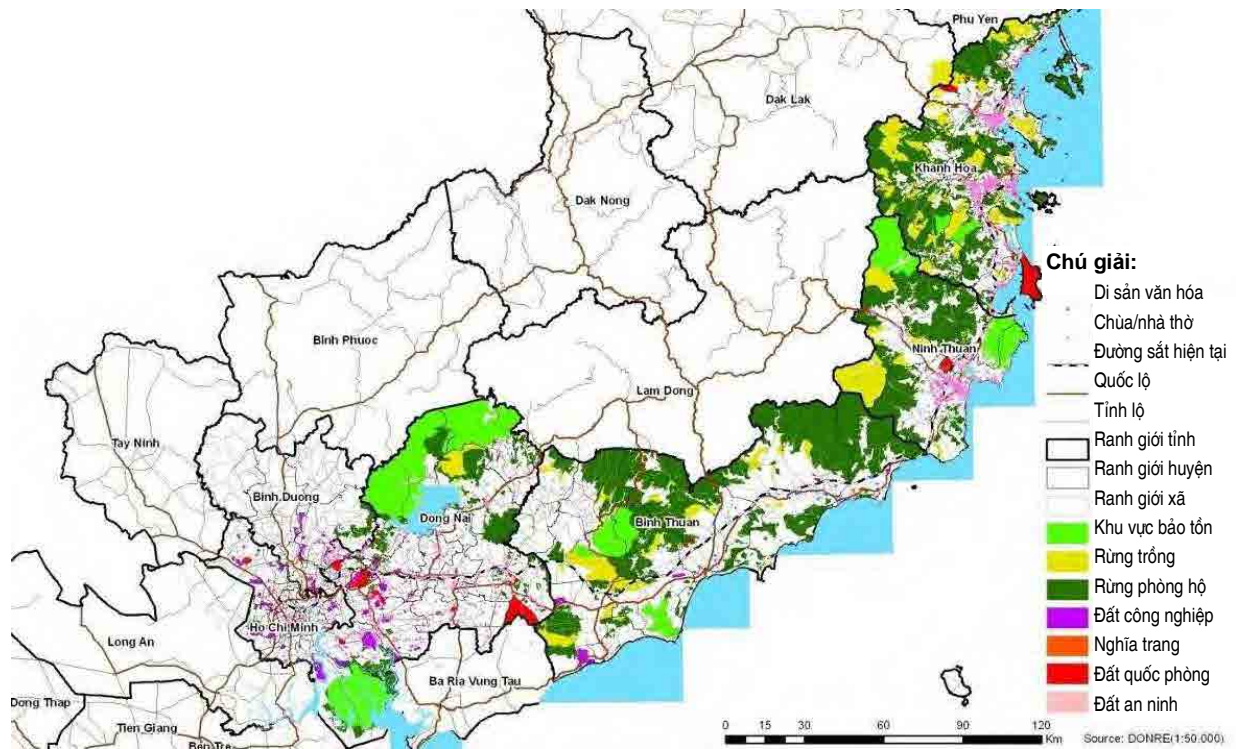 Phu Yen
Dak Lak
Khanh Hoa
Dak Nong
Chú giải:
Di sản văn hóa
Chùa/nhà thờ
Đường sắt hiện tại
Quốc lộ
Tỉnh lộ
Ranh giới tỉnh
Ranh giới huyện
Ranh giới xã
Khu vực bảo tồn
Rừng trồng
Rừng phòng hộ
Đất công nghiệp
Nghĩa trang
Đất quốc phòng
Đất an ninh
Binh Phuoc
Ninh Thuan
Lam Dong
Tay Ninh
Binh Duong
Dong Nai
Binh Thuan
Ho Chi Minh
Long An
Ba Ria Vung Tau
Dong Thap
Tien Giang
Ben Tre
0 15 30 60 90 120
Km
Source: DONRE(1:50.000)